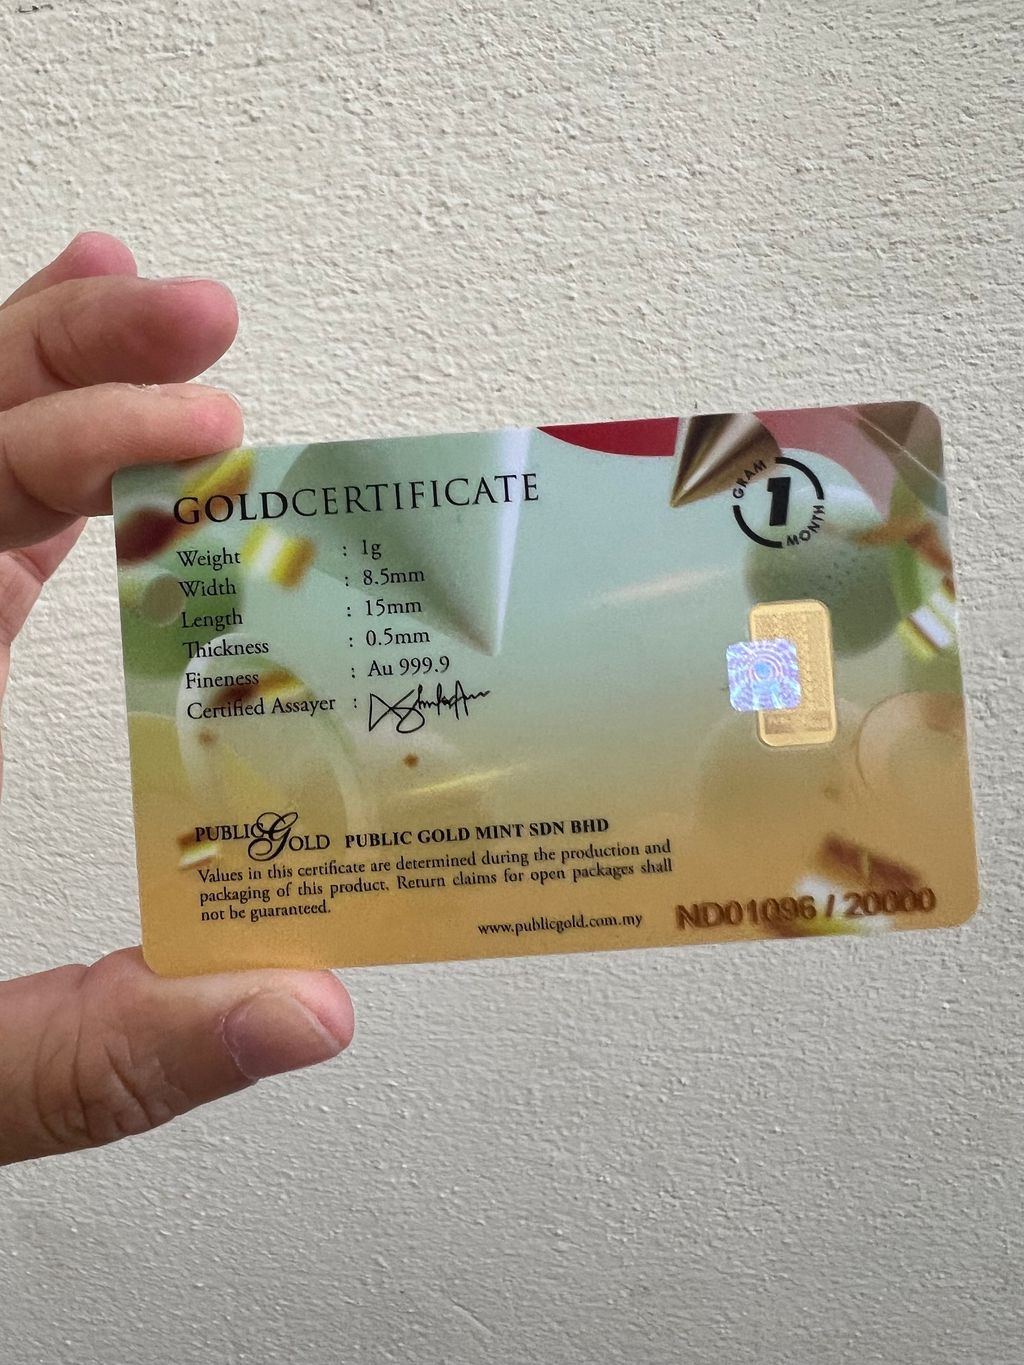 GOLDCERTIFICATE
GRAM 1 MONTH
Weight : 1g
Width : 8.5mm
Length : 15mm
Thickness : 0.5mm
Fineness : Au 999.9
Certified Assayer :
PUBLIC GOLD PUBLIC GOLD MINT SDN BHD
Values in this certificate are determined during the production and
packaging of this product. Return claims for open packages shall
not be guaranteed.
www.publicgold.com.my
ND01096 / 20000